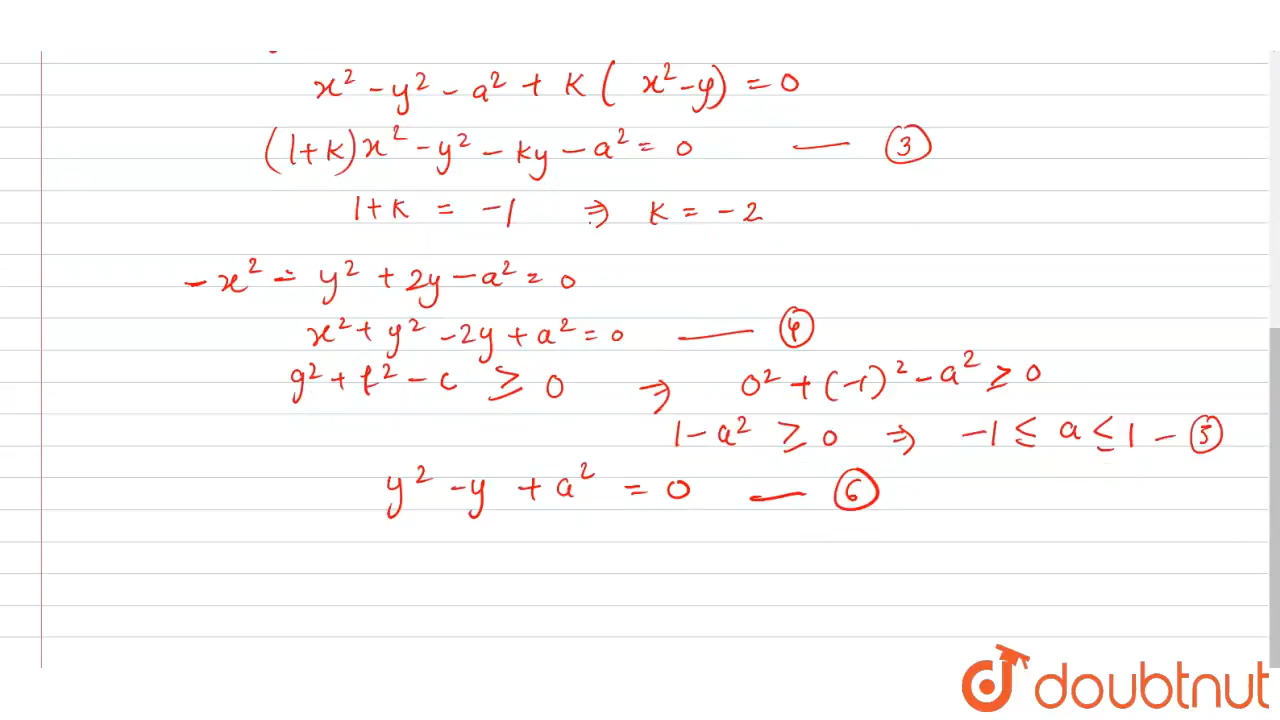 x² - y² - a² + K( x² - y) = 0
(1+K)x² - y² - Ky - a² = 0 — ③
1+K = -1 ⇒ K = -2
-x² - y² + 2y - a² = 0
x² + y² - 2y + a² = 0 — ④
g² + f² - c ≥ 0 ⇒ 0² + (-1)² - a² ≥ 0
1 - a² ≥ 0 ⇒ -1 ≤ a ≤ 1 - ⑤
y² - y + a² = 0 — ⑥
doubtnut